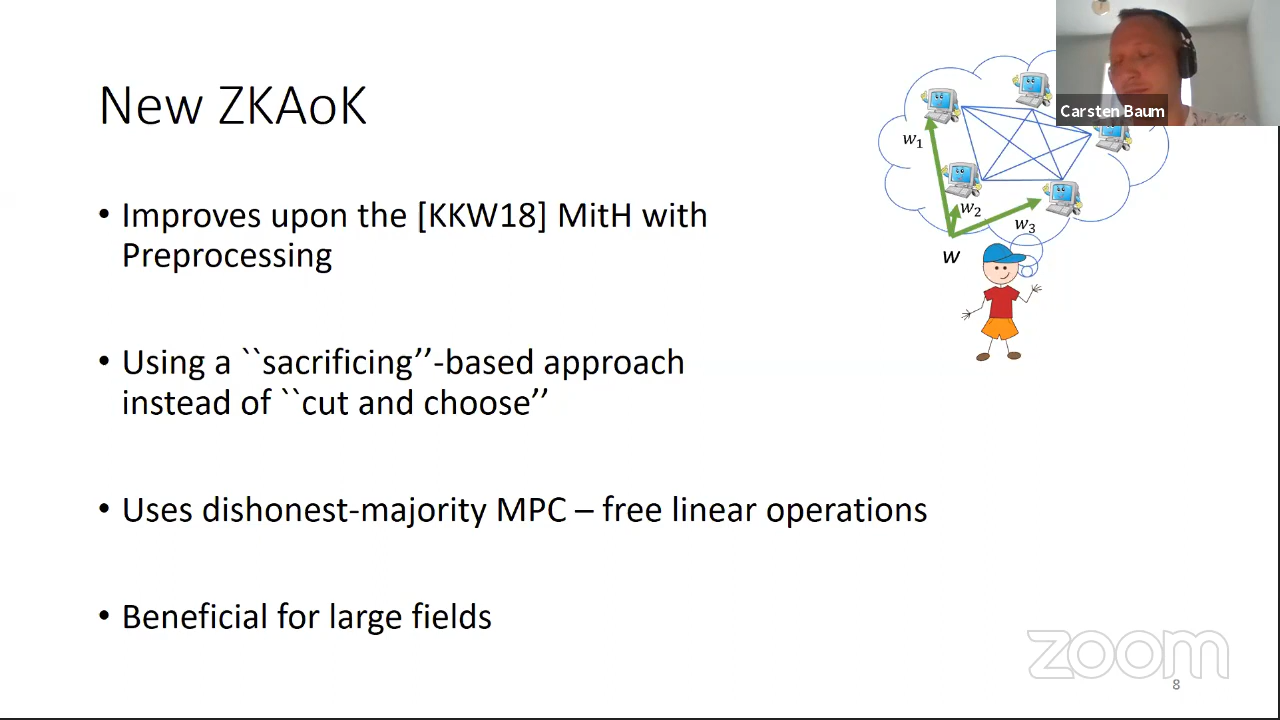 New ZKAoK
Carsten Baum
w₁
w₂
w₃
w
• Improves upon the [KKW18] MitH with
Preprocessing
• Using a ``sacrificing’’-based approach
instead of ``cut and choose’’
• Uses dishonest-majority MPC – free linear operations
• Beneficial for large fields
zoom
8